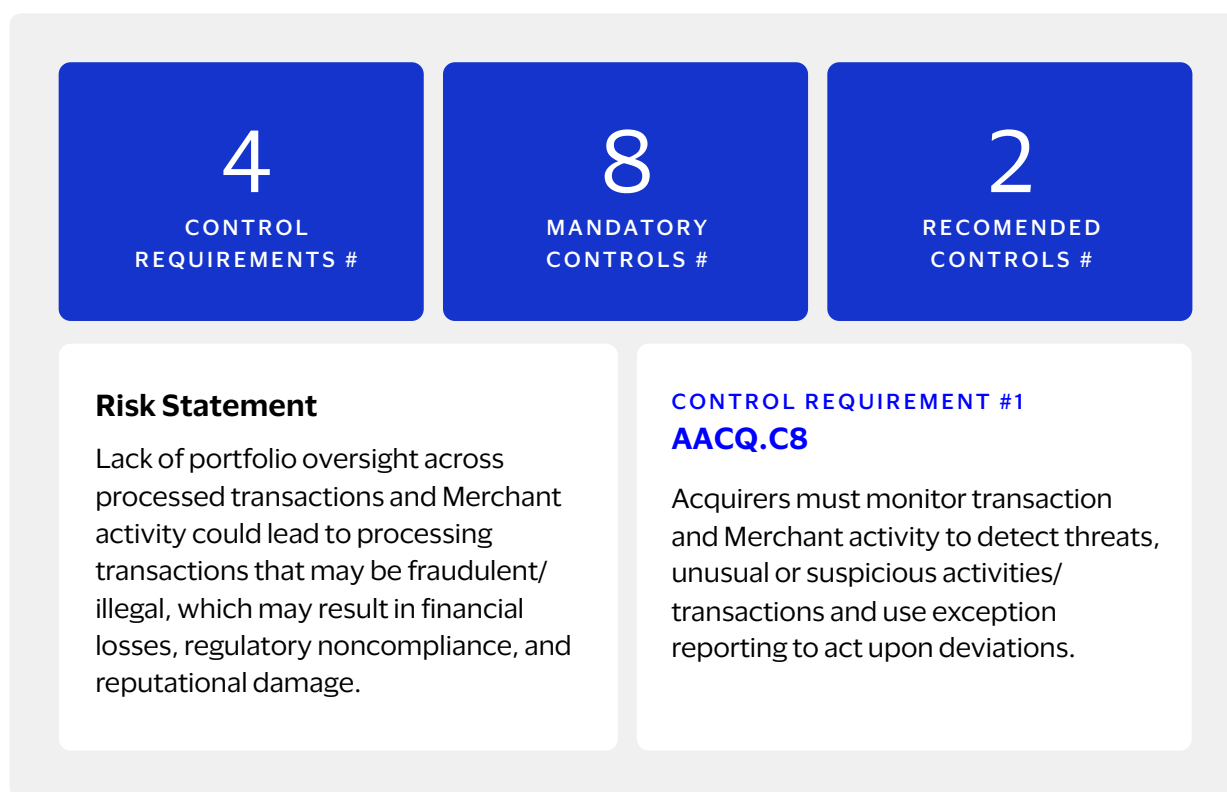 4
CONTROL
REQUIREMENTS #
8
MANDATORY
CONTROLS #
2
RECOMENDED
CONTROLS #
Risk Statement
Lack of portfolio oversight across
processed transactions and Merchant
activity could lead to processing
transactions that may be fraudulent/
illegal, which may result in financial
losses, regulatory noncompliance, and
reputational damage.
CONTROL REQUIREMENT #1
AACQ.C8
Acquirers must monitor transaction
and Merchant activity to detect threats,
unusual or suspicious activities/
transactions and use exception
reporting to act upon deviations.